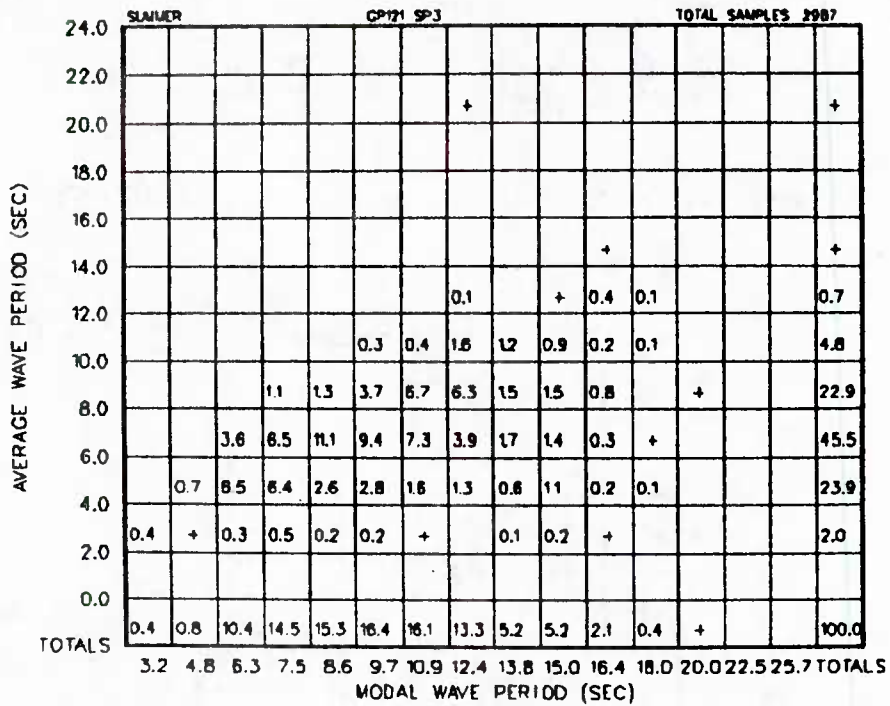 SUMMER GP121 SP3 TOTAL SAMPLES 2987
24.0
22.0
+ +
20.0
18.0
16.0
+ +
14.0
0.1 + 0.4 0.1 0.7
12.0
0.3 0.4 1.6 1.2 0.9 0.2 0.1 4.8
10.0
1.1 1.3 3.7 6.7 6.3 1.5 1.5 0.8 + 22.9
8.0
3.6 6.5 11.1 9.4 7.3 3.9 1.7 1.4 0.3 + 45.5
6.0
0.7 6.5 6.4 2.6 2.8 1.6 1.3 0.6 1.1 0.2 0.1 23.9
4.0
0.4 + 0.3 0.5 0.2 0.2 + 0.1 0.2 + 2.0
2.0
0.0
TOTALS 0.4 0.8 10.4 14.5 15.3 16.4 16.1 13.3 5.2 5.2 2.1 0.4 + 100.0
3.2 4.8 6.3 7.5 8.6 9.7 10.9 12.4 13.8 15.0 16.4 18.0 20.0 22.5 25.7 TOTALS
MODAL WAVE PERIOD (SEC)
AVERAGE WAVE PERIOD (SEC)